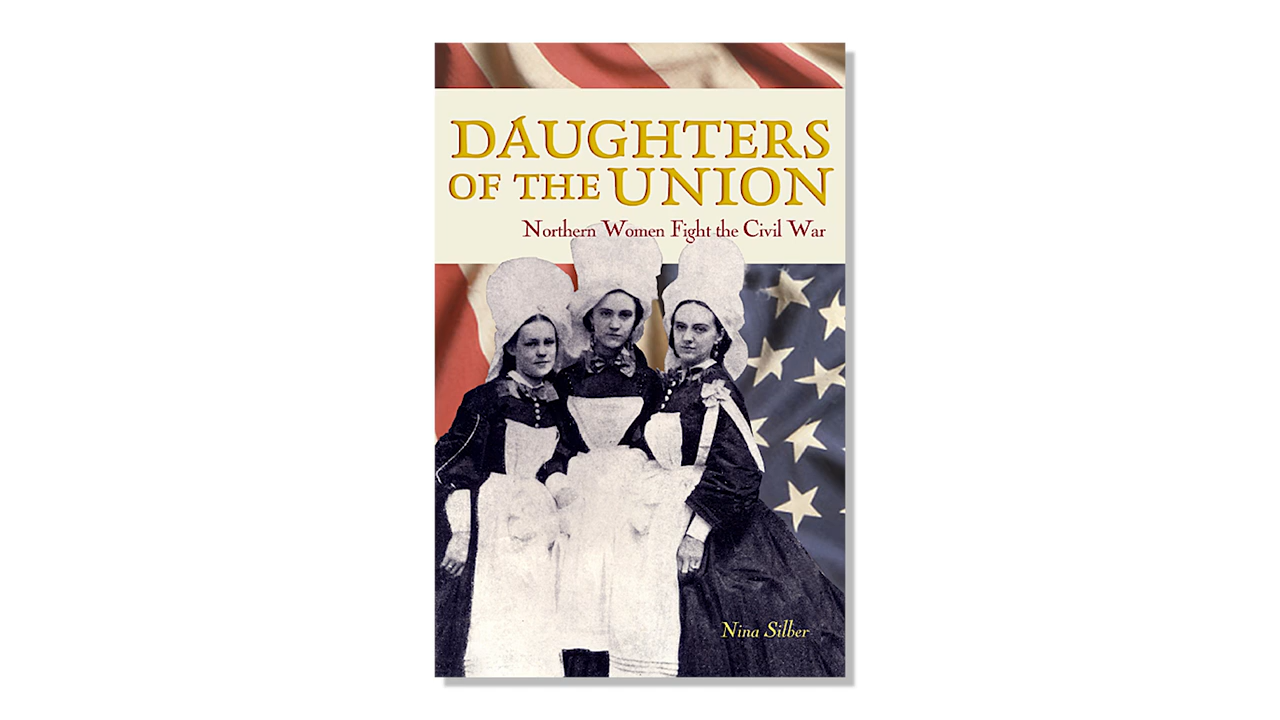 DAUGHTERS
OF THE UNION
Northern Women Fight the Civil War
Nina Silber